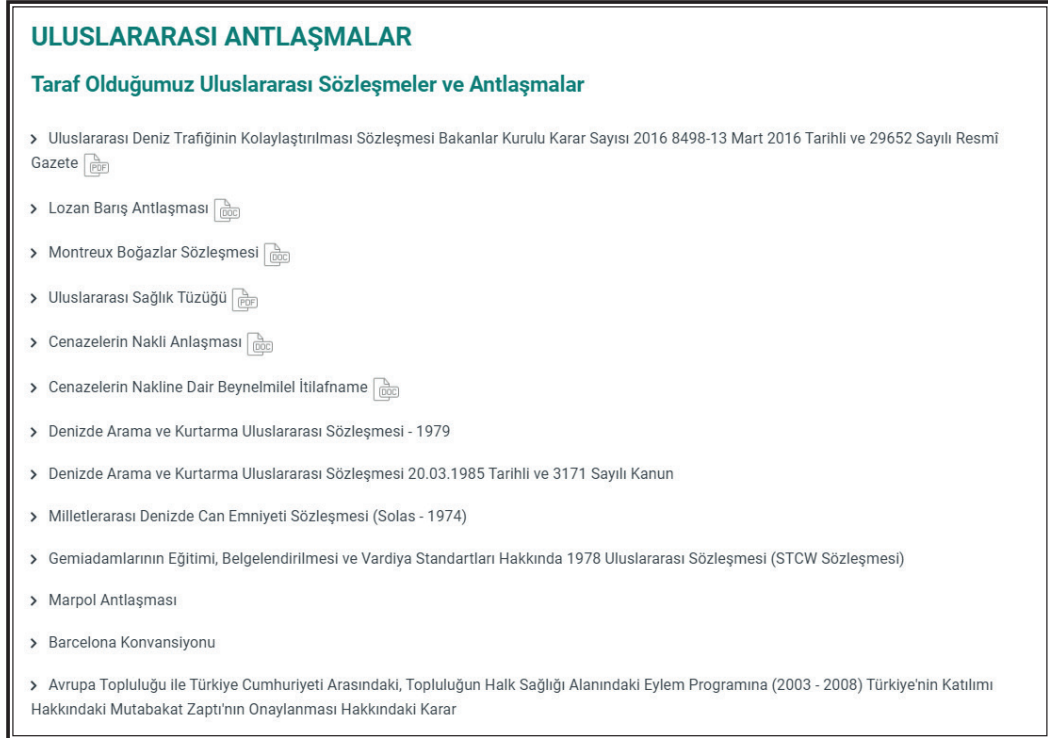 ULUSLARARASI ANTLAŞMALAR
Taraf Olduğumuz Uluslararası Sözleşmeler ve Antlaşmalar
› Uluslararası Deniz Trafiğinin Kolaylaştırılması Sözleşmesi Bakanlar Kurulu Karar Sayısı 2016 8498-13 Mart 2016 Tarihli ve 29652 Sayılı Resmî
Gazete PDF
› Lozan Barış Antlaşması DOC
› Montreux Boğazlar Sözleşmesi DOC
› Uluslararası Sağlık Tüzüğü PDF
› Cenazelerin Nakli Anlaşması DOC
› Cenazelerin Nakline Dair Beynelmilel İtilafname DOC
› Denizde Arama ve Kurtarma Uluslararası Sözleşmesi - 1979
› Denizde Arama ve Kurtarma Uluslararası Sözleşmesi 20.03.1985 Tarihli ve 3171 Sayılı Kanun
› Milletlerarası Denizde Can Emniyeti Sözleşmesi (Solas - 1974)
› Gemiadamlarının Eğitimi, Belgelendirilmesi ve Vardiya Standartları Hakkında 1978 Uluslararası Sözleşmesi (STCW Sözleşmesi)
› Marpol Antlaşması
› Barcelona Konvansiyonu
› Avrupa Topluluğu ile Türkiye Cumhuriyeti Arasındaki, Topluluğun Halk Sağlığı Alanındaki Eylem Programına (2003 - 2008) Türkiye'nin Katılımı
Hakkındaki Mutabakat Zaptı'nın Onaylanması Hakkındaki Karar